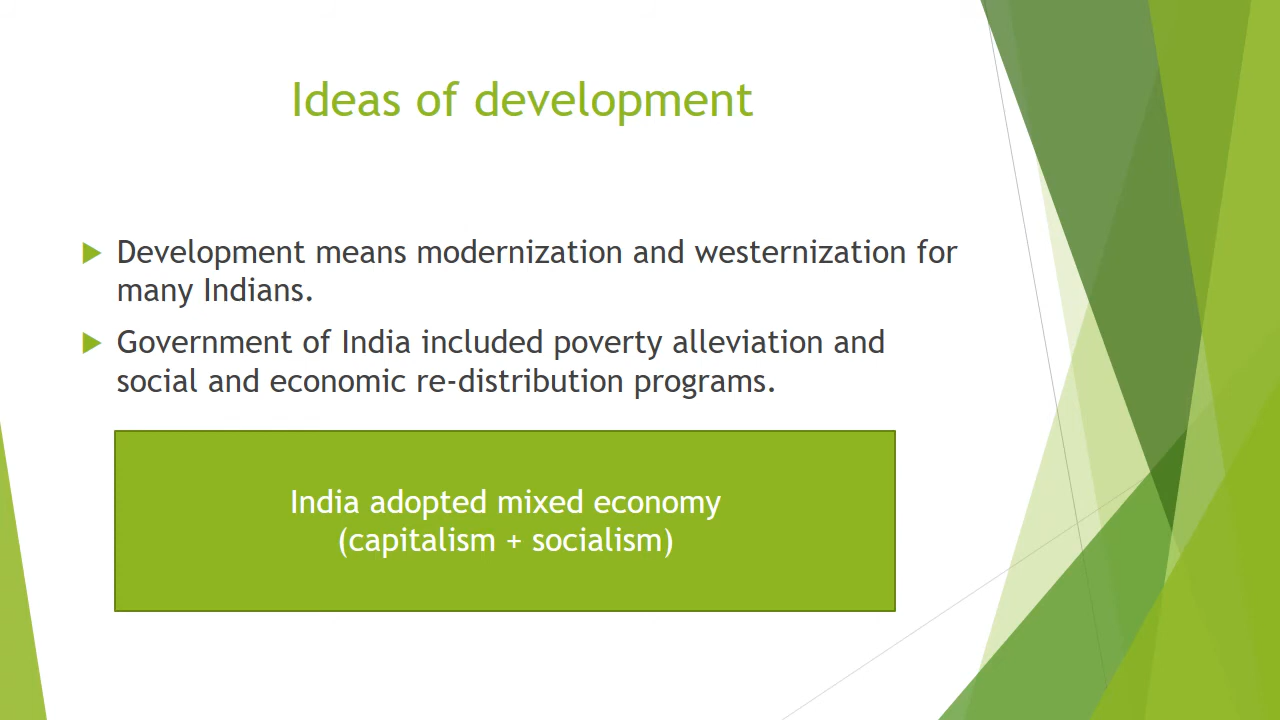 Ideas of development
Development means modernization and westernization for
many Indians.
Government of India included poverty alleviation and
social and economic re-distribution programs.
India adopted mixed economy
(capitalism + socialism)